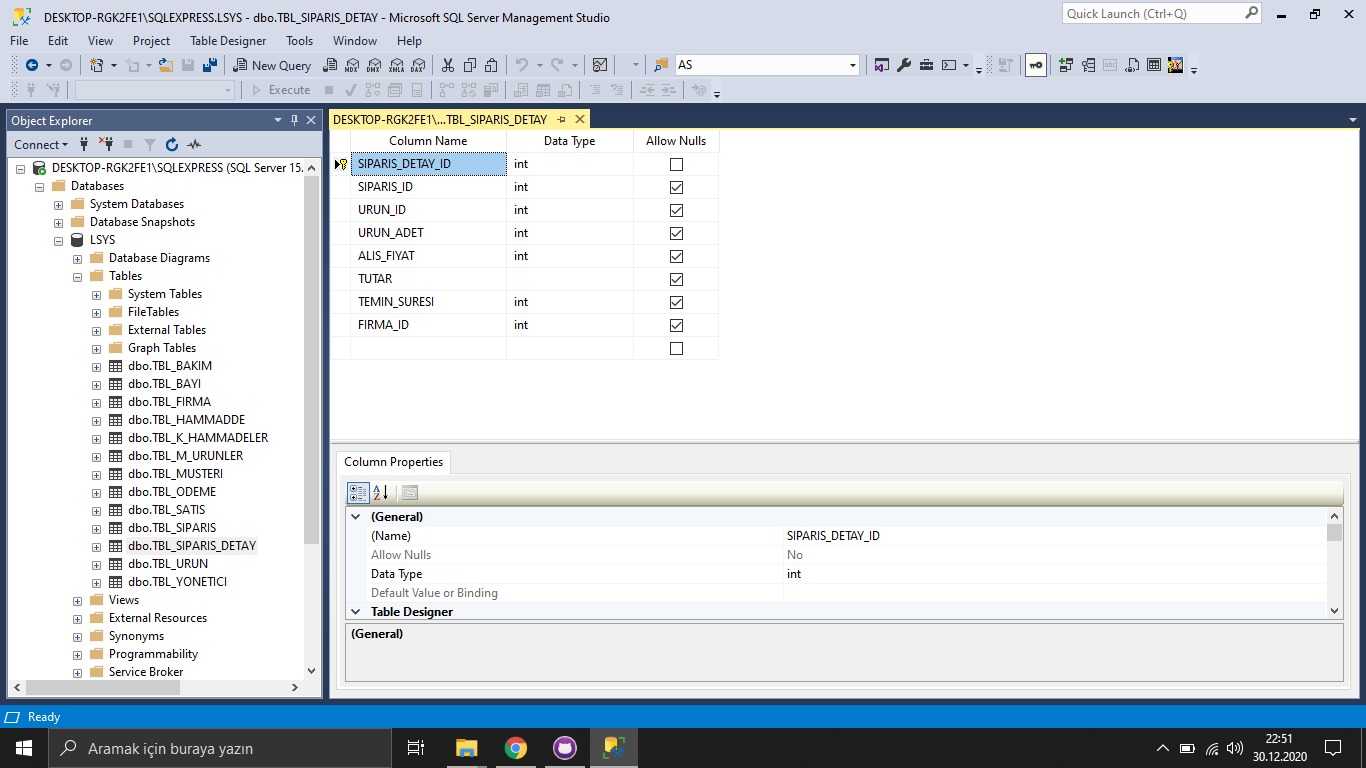 DESKTOP-RGK2FE1\SQLEXPRESS.LSYS - dbo.TBL_SIPARIS_DETAY - Microsoft SQL Server Management Studio
Quick Launch (Ctrl+Q)
File Edit View Project Table Designer Tools Window Help
New Query MDX DMX XMLA DAX AS
Execute
Object Explorer
Connect
DESKTOP-RGK2FE1\SQLEXPRESS (SQL Server 15.
Databases
System Databases
Database Snapshots
LSYS
Database Diagrams
Tables
System Tables
FileTables
External Tables
Graph Tables
dbo.TBL_BAKIM
dbo.TBL_BAYI
dbo.TBL_FIRMA
dbo.TBL_HAMMADDE
dbo.TBL_K_HAMMADELER
dbo.TBL_M_URUNLER
dbo.TBL_MUSTERI
dbo.TBL_ODEME
dbo.TBL_SATIS
dbo.TBL_SIPARIS
dbo.TBL_SIPARIS_DETAY
dbo.TBL_URUN
dbo.TBL_YONETICI
Views
External Resources
Synonyms
Programmability
Service Broker
DESKTOP-RGK2FE1\...TBL_SIPARIS_DETAY
Column Name Data Type Allow Nulls
SIPARIS_DETAY_ID int
SIPARIS_ID int
URUN_ID int
URUN_ADET int
ALIS_FIYAT int
TUTAR
TEMIN_SURESI int
FIRMA_ID int
Column Properties
(General)
(Name) SIPARIS_DETAY_ID
Allow Nulls No
Data Type int
Default Value or Binding
Table Designer
(General)
Ready
Aramak için buraya yazın
22:51
30.12.2020